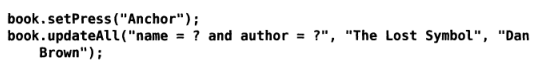 book.setPress("Anchor");
book.updateAll("name = ? and author = ?", "The Lost Symbol", "Dan
Brown");